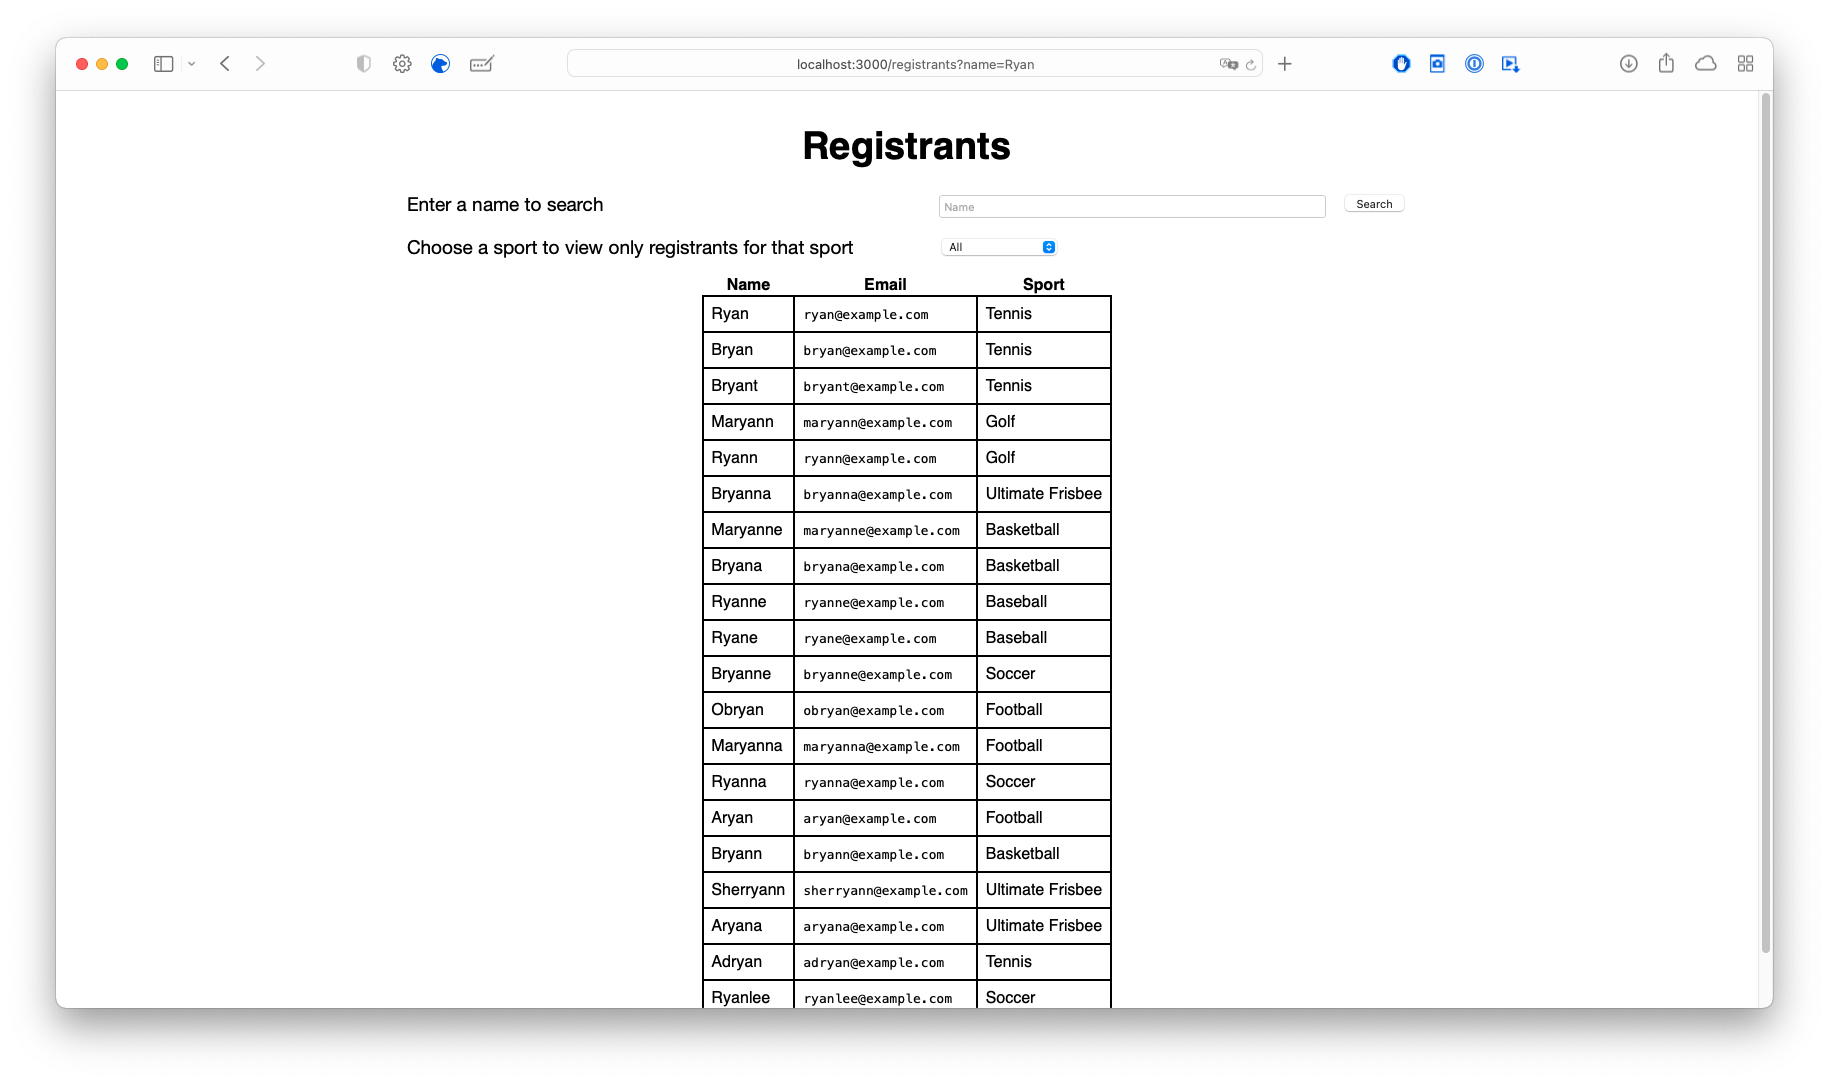 localhost:3000/registrants?name=Ryan
Registrants
Enter a name to search Name Search
Choose a sport to view only registrants for that sport All
Name Email Sport
Ryan ryan@example.com Tennis
Bryan bryan@example.com Tennis
Bryant bryant@example.com Tennis
Maryann maryann@example.com Golf
Ryann ryann@example.com Golf
Bryanna bryanna@example.com Ultimate Frisbee
Maryanne maryanne@example.com Basketball
Bryana bryana@example.com Basketball
Ryanne ryanne@example.com Baseball
Ryane ryane@example.com Baseball
Bryanne bryanne@example.com Soccer
Obryan obryan@example.com Football
Maryanna maryanna@example.com Football
Ryanna ryanna@example.com Soccer
Aryan aryan@example.com Football
Bryann bryann@example.com Basketball
Sherryann sherryann@example.com Ultimate Frisbee
Aryana aryana@example.com Ultimate Frisbee
Adryan adryan@example.com Tennis
Ryanlee ryanlee@example.com Soccer